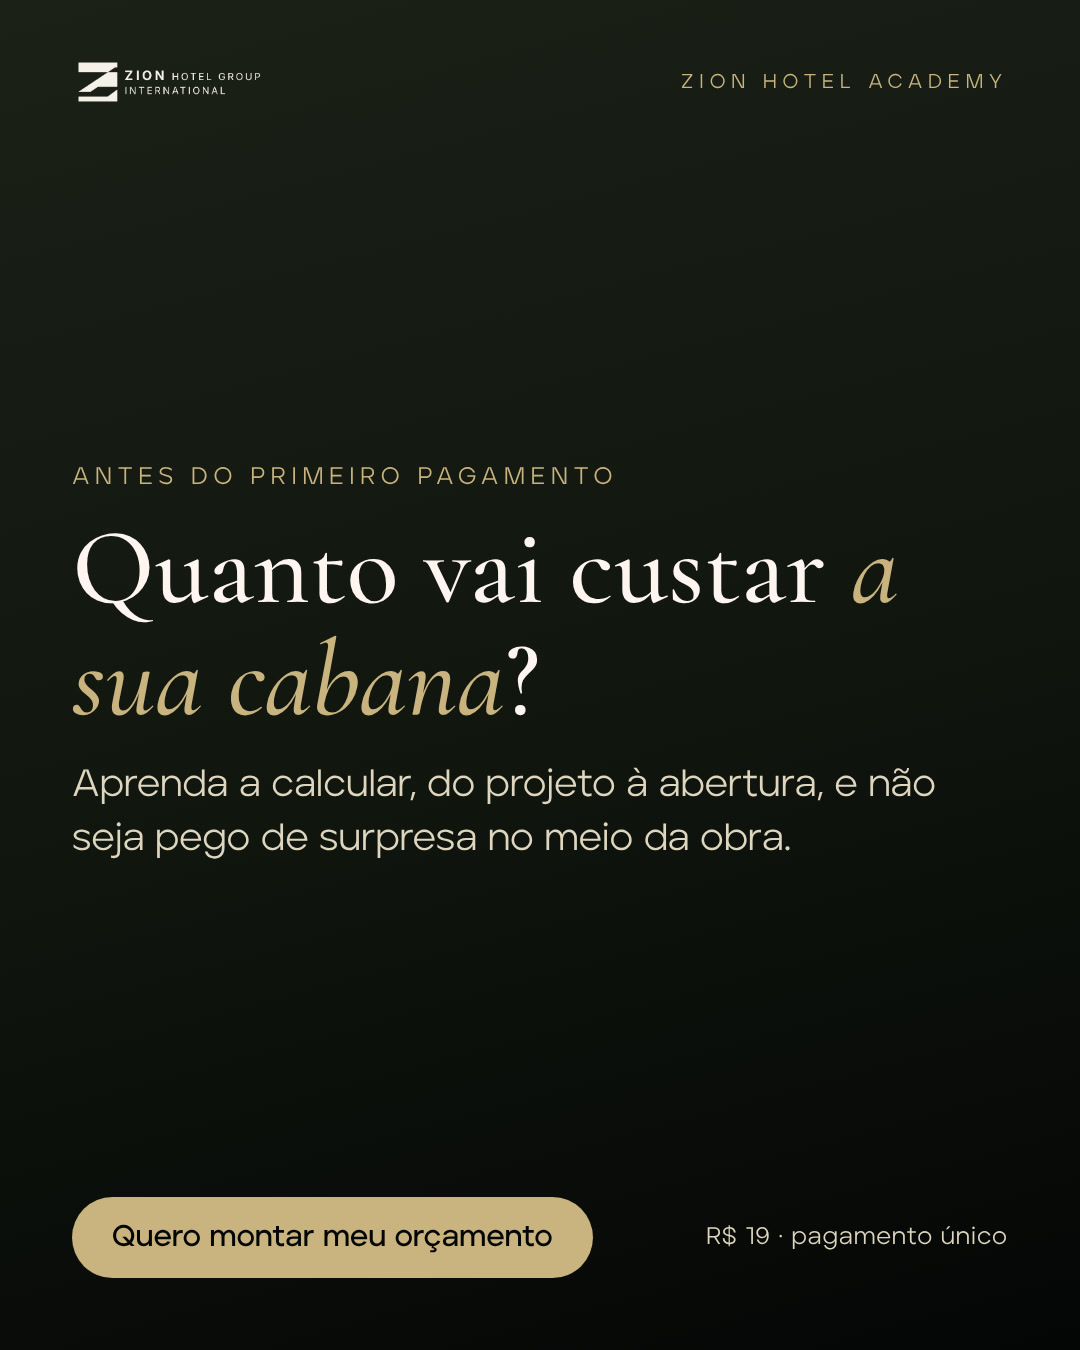 ZION HOTEL GROUP
INTERNATIONAL
ZION HOTEL ACADEMY
ANTES DO PRIMEIRO PAGAMENTO
Quanto vai custar a
sua cabana?
Aprenda a calcular, do projeto à abertura, e não
seja pego de surpresa no meio da obra.
Quero montar meu orçamento
R$ 19 · pagamento único